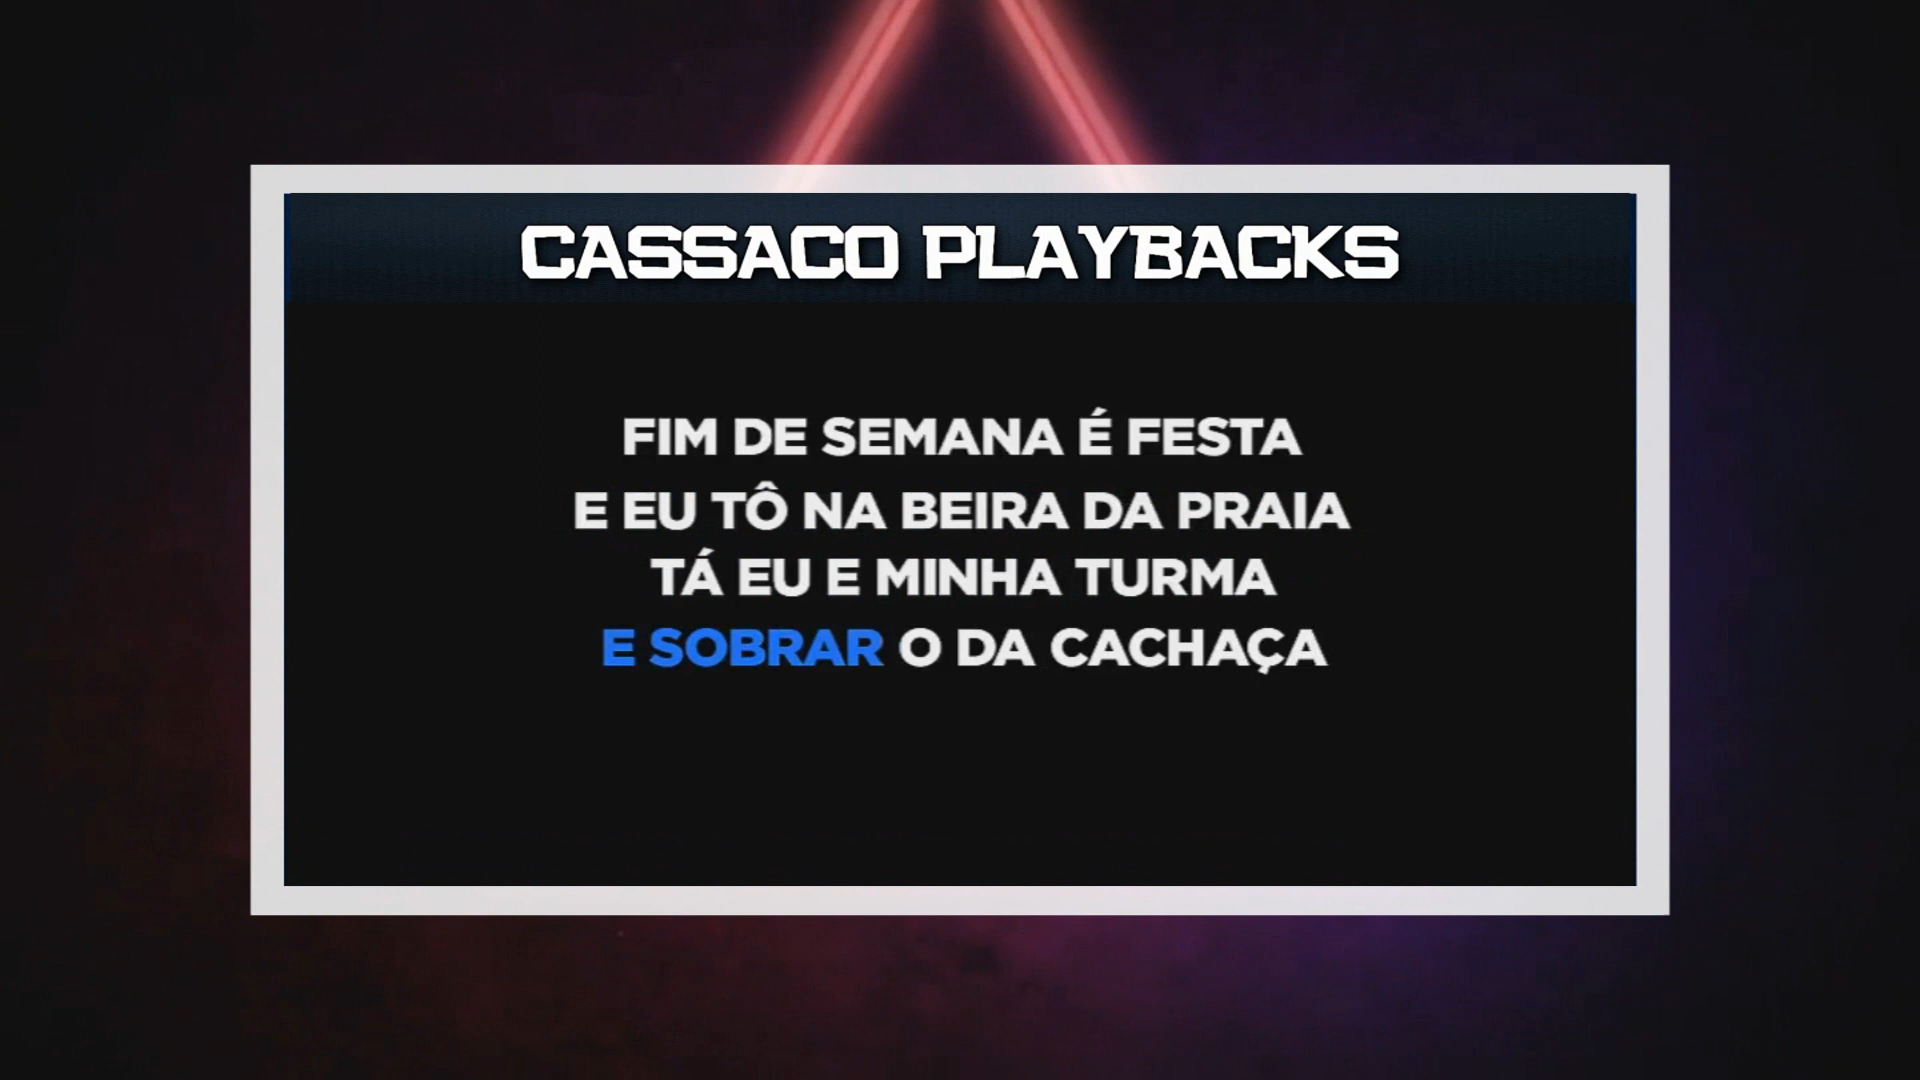 CASSACO PLAYBACKS
FIM DE SEMANA É FESTA
E EU TÔ NA BEIRA DA PRAIA
TÁ EU E MINHA TURMA
E SOBRAR O DA CACHAÇA